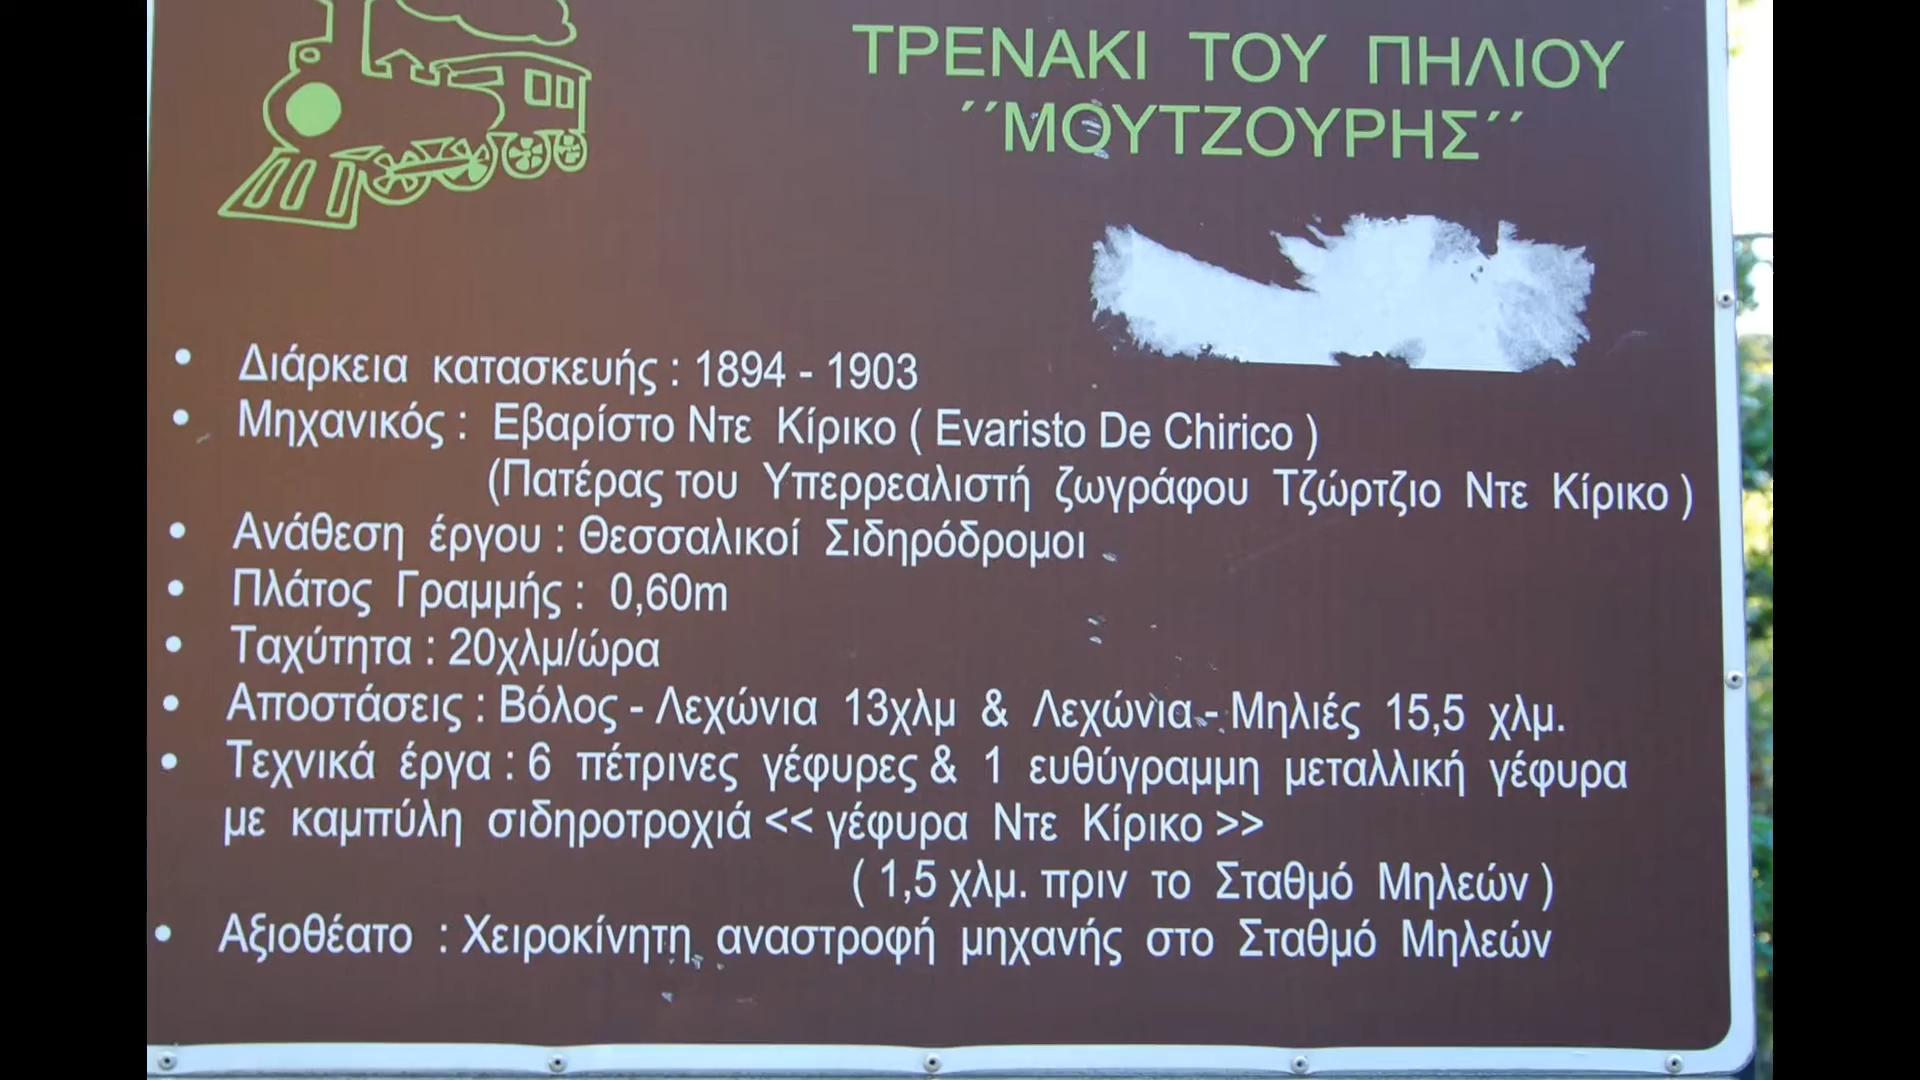 ΤΡΕΝΑΚΙ ΤΟΥ ΠΗΛΙΟΥ
΄΄ΜΟΥΤΖΟΥΡΗΣ΄΄
• Διάρκεια κατασκευής : 1894 - 1903
• Μηχανικός : Εβαρίστο Ντε Κίρικο ( Evaristo De Chirico )
(Πατέρας του Υπερρεαλιστή ζωγράφου Τζώρτζιο Ντε Κίρικο )
• Ανάθεση έργου : Θεσσαλικοί Σιδηρόδρομοι
• Πλάτος Γραμμής : 0,60m
• Ταχύτητα : 20χλμ/ώρα
• Αποστάσεις : Βόλος - Λεχώνια 13χλμ & Λεχώνια - Μηλιές 15,5 χλμ.
• Τεχνικά έργα : 6 πέτρινες γέφυρες & 1 ευθύγραμμη μεταλλική γέφυρα
με καμπύλη σιδηροτροχιά << γέφυρα Ντε Κίρικο >>
( 1,5 χλμ. πριν το Σταθμό Μηλεών )
• Αξιοθέατο : Χειροκίνητη αναστροφή μηχανής στο Σταθμό Μηλεών